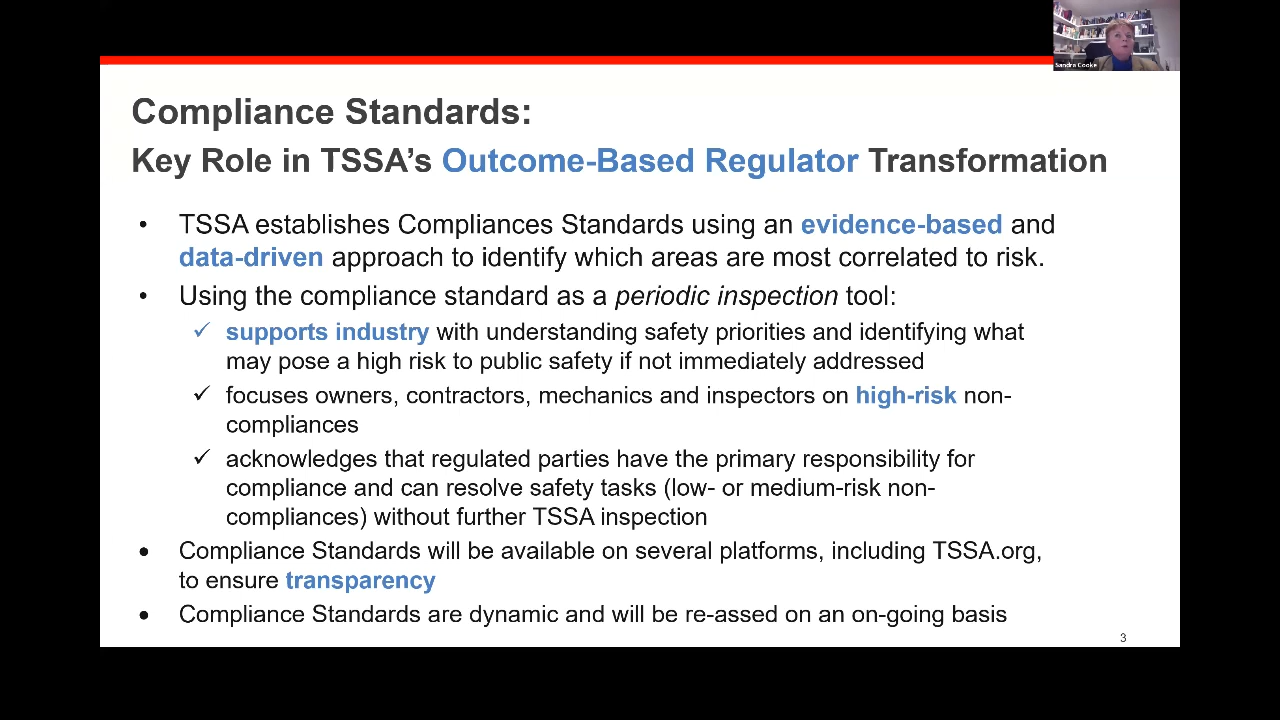 Sandra Cooke
Compliance Standards:
Key Role in TSSA’s Outcome-Based Regulator Transformation
• TSSA establishes Compliances Standards using an evidence-based and
data-driven approach to identify which areas are most correlated to risk.
• Using the compliance standard as a periodic inspection tool:
✓ supports industry with understanding safety priorities and identifying what
may pose a high risk to public safety if not immediately addressed
✓ focuses owners, contractors, mechanics and inspectors on high-risk non-
compliances
✓ acknowledges that regulated parties have the primary responsibility for
compliance and can resolve safety tasks (low- or medium-risk non-
compliances) without further TSSA inspection
• Compliance Standards will be available on several platforms, including TSSA.org,
to ensure transparency
• Compliance Standards are dynamic and will be re-assed on an on-going basis
3